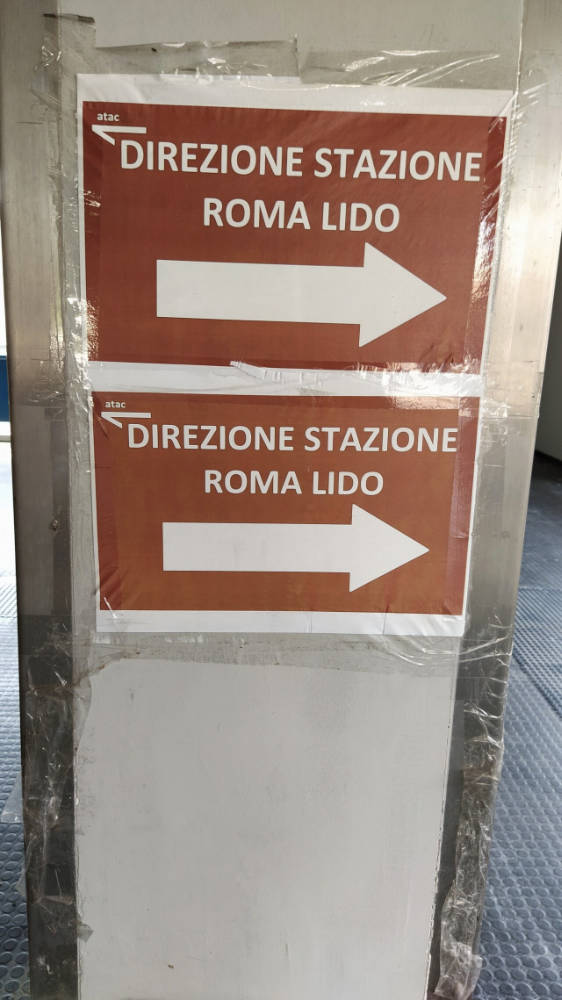 atac
DIREZIONE STAZIONE
ROMA LIDO
atac
DIREZIONE STAZIONE
ROMA LIDO